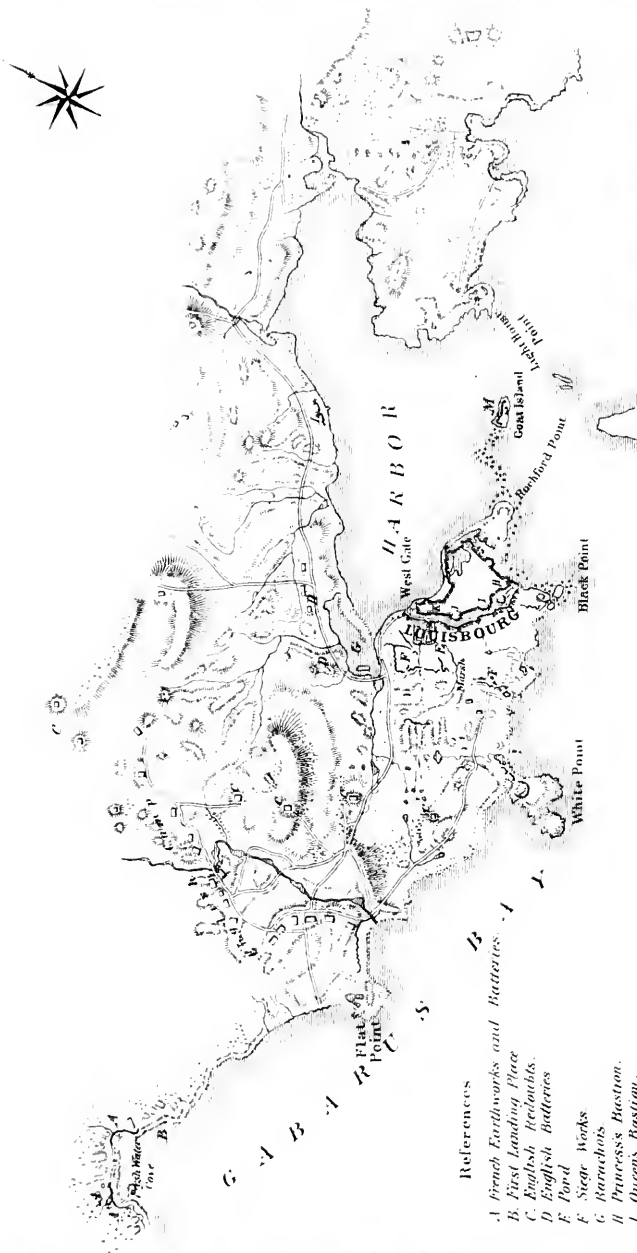 HARBOR
West Gate
LOUISBOURG
Light House
Point
M
Goat Island
Rochford Point
Black Point
White Point
Marsh
G
D
C
Flat
Point
GABARUS BAY
Fresh Water
Cove
A
A
B
References
A French Earthworks and Batteries.
B. First Landing Place
C. English Redoubts.
D English Batteries
E Pond
F Siege Works.
G Barachois.
H Princess's Bastion.
I Queen's Bastion.